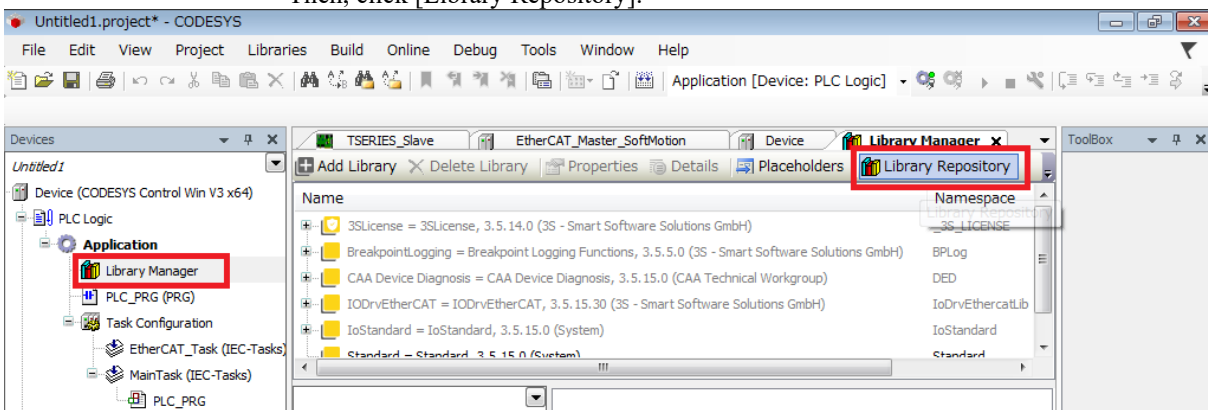 Then, click [Library Repository].
Untitled1.project* - CODESYS
File Edit View Project Libraries Build Online Debug Tools Window Help
Application [Device: PLC Logic]
Devices
TSERIES_Slave EtherCAT_Master_SoftMotion Device Library Manager
ToolBox
Untitled1
Add Library Delete Library Properties Details Placeholders Library Repository
Device (CODESYS Control Win V3 x64)
Name Namespace
PLC Logic
3SLicense = 3SLicense, 3.5.14.0 (3S - Smart Software Solutions GmbH) _3S_LICENSE
Library Repository
Application
BreakpointLogging = Breakpoint Logging Functions, 3.5.5.0 (3S - Smart Software Solutions GmbH) BPLog
Library Manager
CAA Device Diagnosis = CAA Device Diagnosis, 3.5.15.0 (CAA Technical Workgroup) DED
PLC_PRG (PRG)
IODrvEtherCAT = IODrvEtherCAT, 3.5.15.30 (3S - Smart Software Solutions GmbH) IoDrvEthercatLib
Task Configuration
IoStandard = IoStandard, 3.5.15.0 (System) IoStandard
EtherCAT_Task (IEC-Tasks)
Standard = Standard, 3.5.15.0 (System) Standard
MainTask (IEC-Tasks)
PLC_PRG